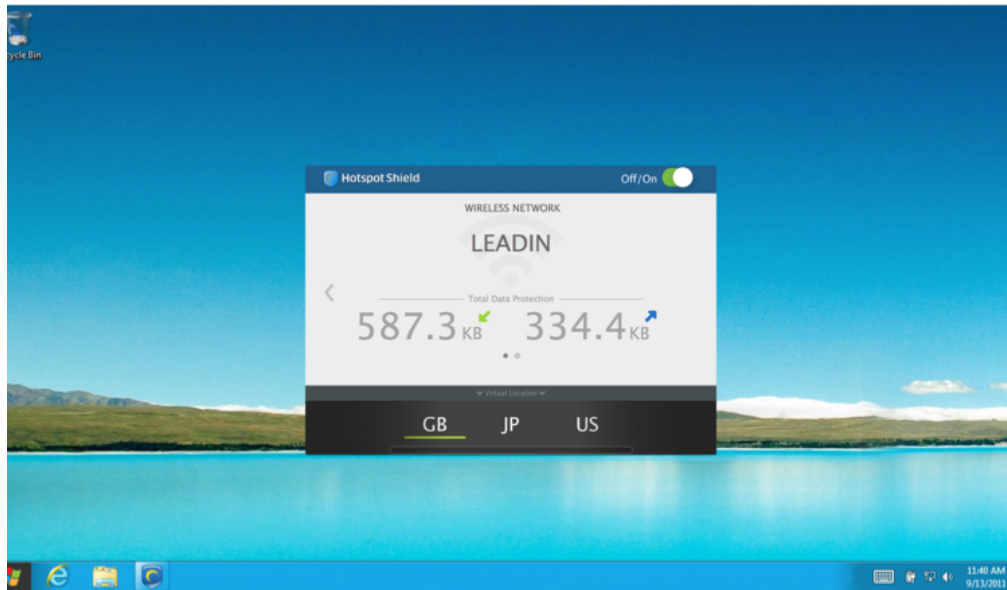 ycle Bin
Hotspot Shield
Off/On
WIRELESS NETWORK
LEADIN
Total Data Protection
587.3 KB 334.4 KB
Virtual Location
GB JP US
11:40 AM
9/13/2011